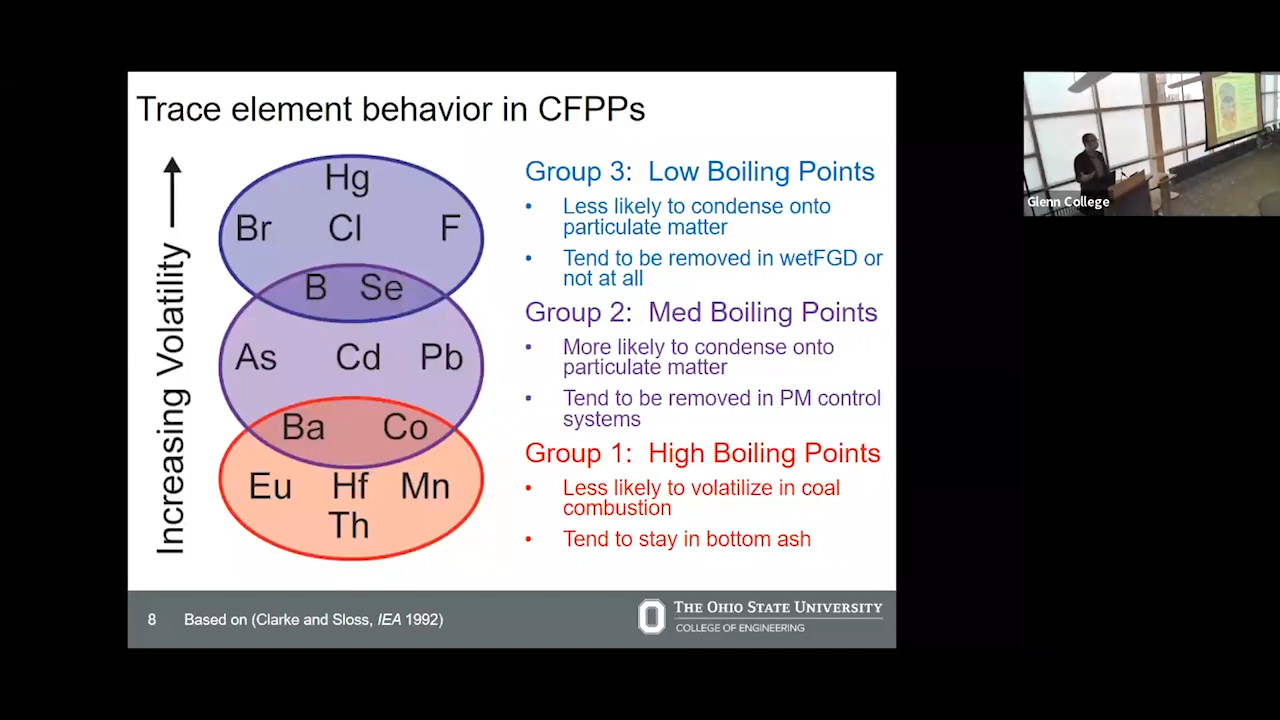 Trace element behavior in CFPPs
Increasing Volatility
Hg
Br Cl F
B Se
As Cd Pb
Ba Co
Eu Hf Mn
Th
Group 3: Low Boiling Points
• Less likely to condense onto
particulate matter
• Tend to be removed in wetFGD or
not at all
Group 2: Med Boiling Points
• More likely to condense onto
particulate matter
• Tend to be removed in PM control
systems
Group 1: High Boiling Points
• Less likely to volatilize in coal
combustion
• Tend to stay in bottom ash
8 Based on (Clarke and Sloss, IEA 1992)
THE OHIO STATE UNIVERSITY
COLLEGE OF ENGINEERING
Glenn College